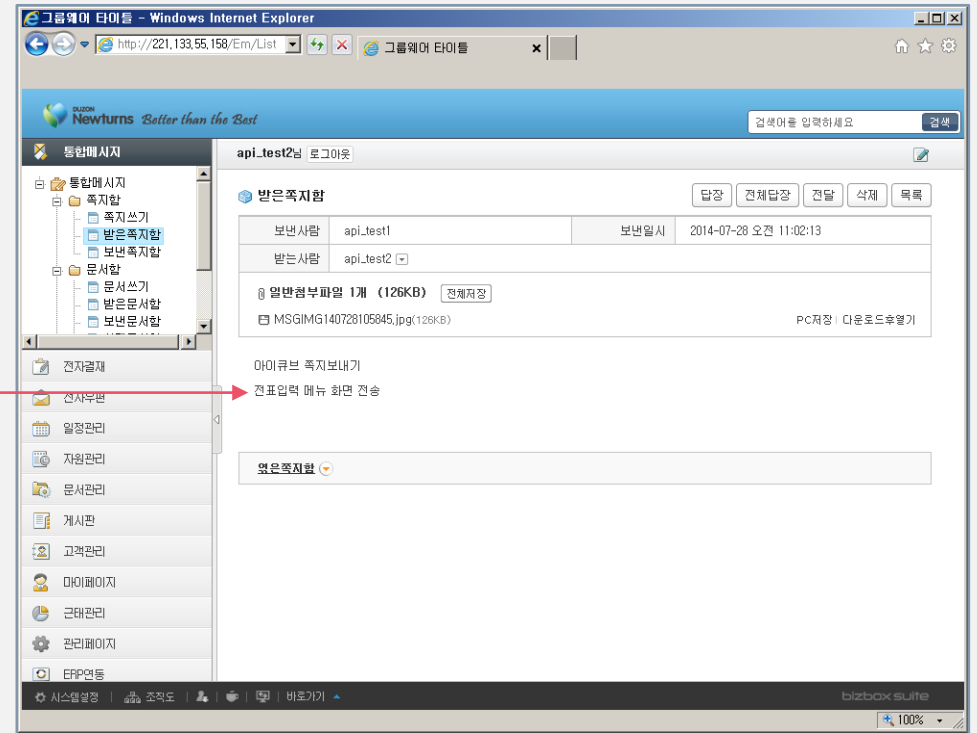 그룹웨어 타이틀 - Windows Internet Explorer
http://221.133.55.158/Em/List
그룹웨어 타이틀
DUZON
Newturns Better than the Best
검색어를 입력하세요 검색
통합메시지
api_test2님 로그아웃
통합메시지
쪽지함
쪽지쓰기
받은쪽지함
보낸쪽지함
문서함
문서쓰기
받은문서함
보낸문서함
전자결재
전자우편
일정관리
자원관리
문서관리
게시판
고객관리
마이페이지
근태관리
관리페이지
ERP연동
받은쪽지함
답장 전체답장 전달 삭제 목록
보낸사람 api_test1 보낸일시 2014-07-28 오전 11:02:13
받는사람 api_test2
일반첨부파일 1개 (126KB) 전체저장
MSGIMG140728105845.jpg(126KB) PC저장 | 다운로드후열기
아이큐브 쪽지보내기
전표입력 메뉴 화면 전송
엮은쪽지함
시스템설정 | 조직도 | | | 바로가기
bizbox suite
100%